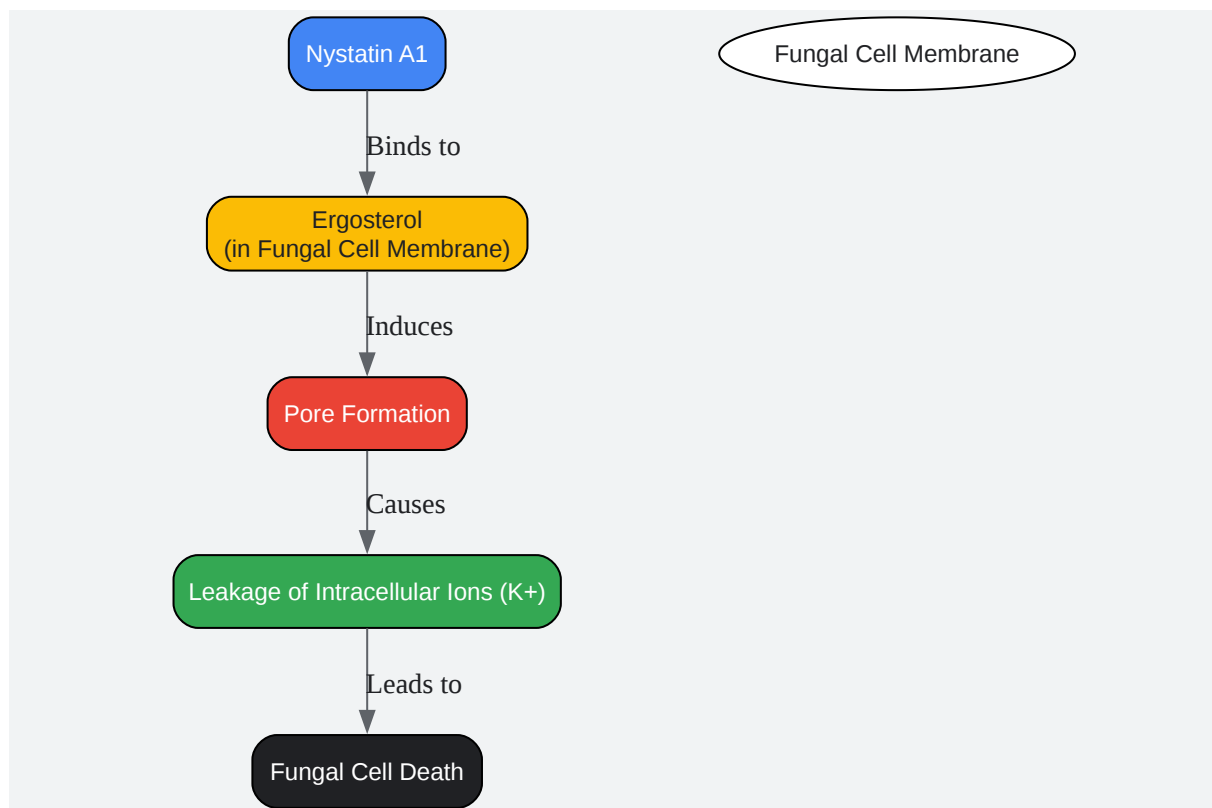 Nystatin A1
Fungal Cell Membrane
Binds to
Ergosterol
(in Fungal Cell Membrane)
Induces
Pore Formation
Causes
Leakage of Intracellular Ions (K+)
Leads to
Fungal Cell Death